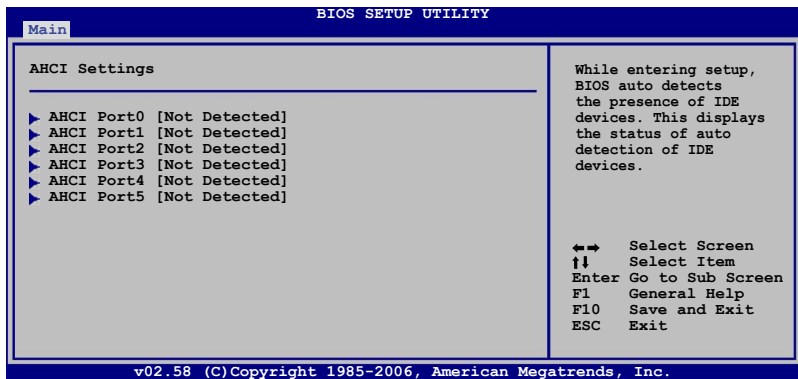 BIOS SETUP UTILITY
Main
AHCI Settings
AHCI Port0 [Not Detected]
AHCI Port1 [Not Detected]
AHCI Port2 [Not Detected]
AHCI Port3 [Not Detected]
AHCI Port4 [Not Detected]
AHCI Port5 [Not Detected]
While entering setup,
BIOS auto detects
the presence of IDE
devices. This displays
the status of auto
detection of IDE
devices.
←→ Select Screen
↑↓ Select Item
Enter Go to Sub Screen
F1 General Help
F10 Save and Exit
ESC Exit
v02.58 (C)Copyright 1985-2006, American Megatrends, Inc.